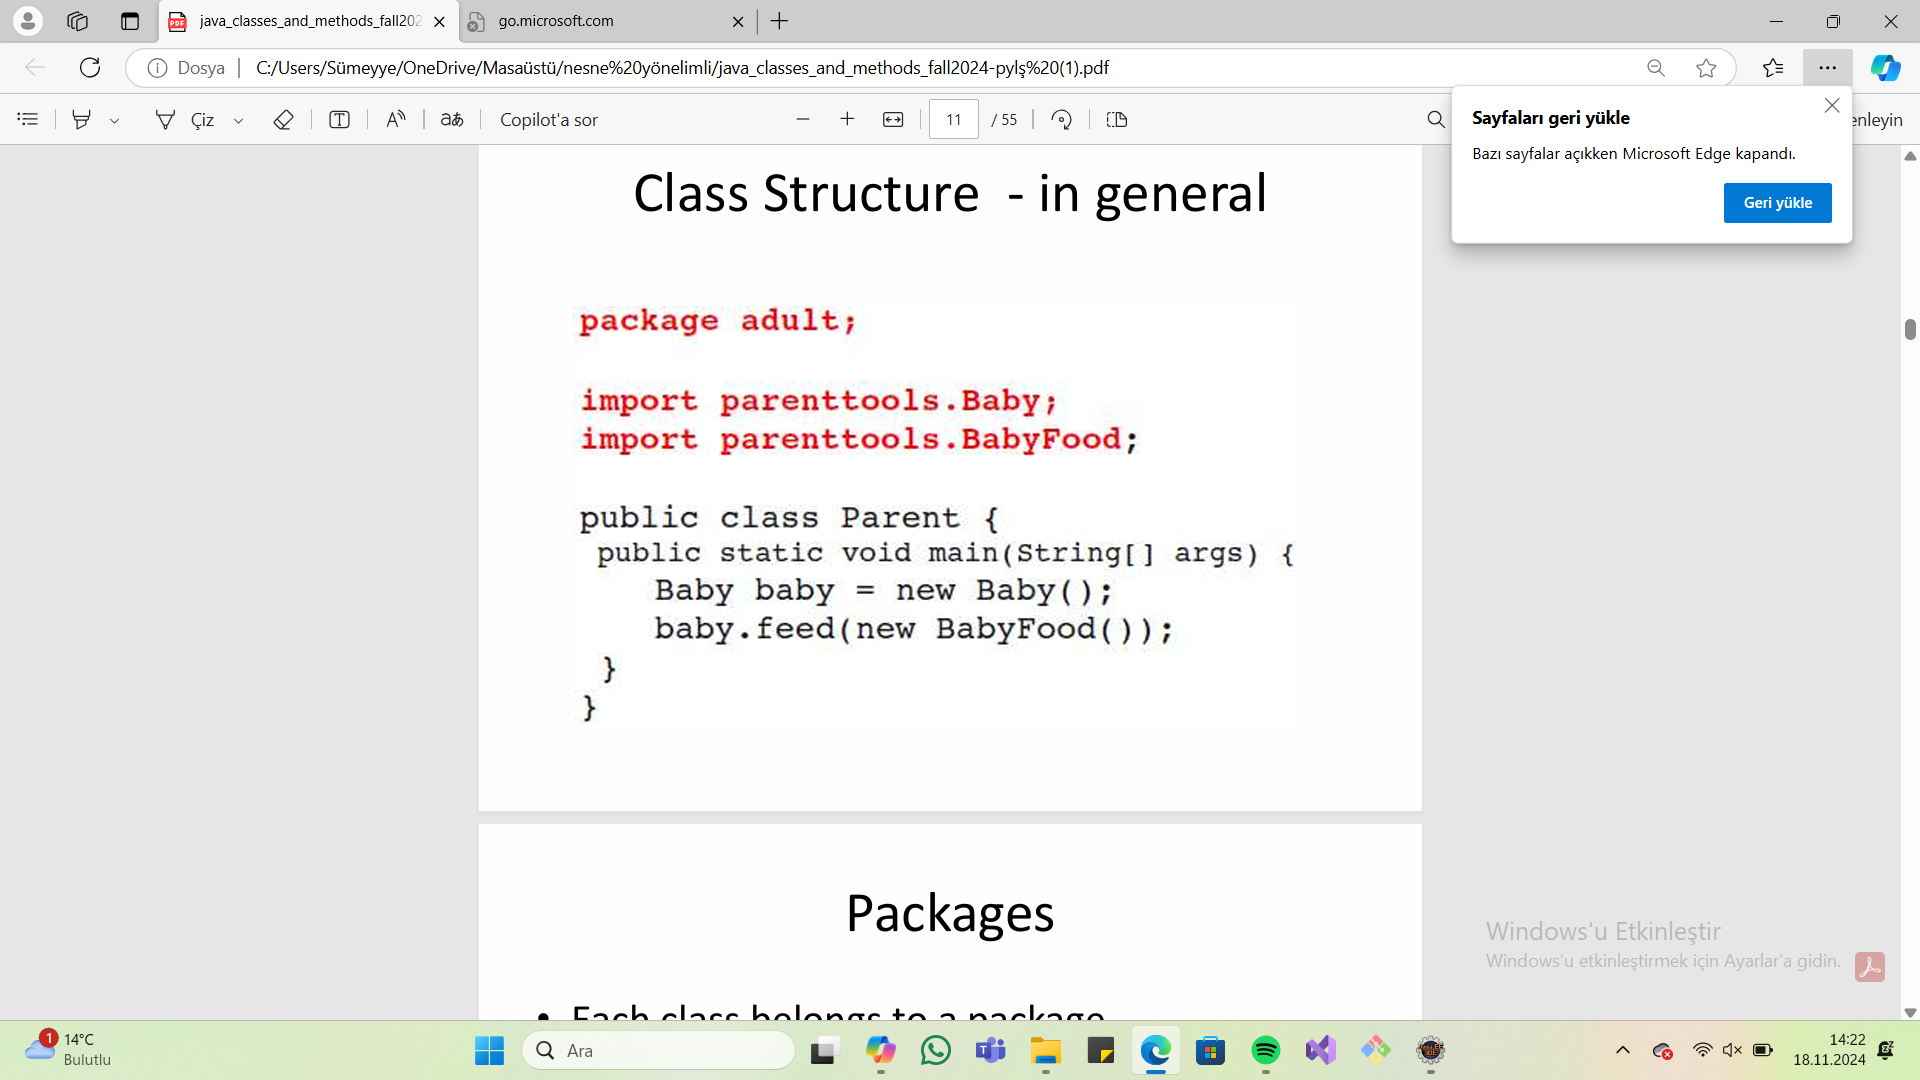 java_classes_and_methods_fall202
go.microsoft.com
Dosya
C:/Users/Sümeyye/OneDrive/Masaüstü/nesne%20yönelimli/java_classes_and_methods_fall2024-pylş%20(1).pdf
Çiz
aあ
Copilot'a sor
11
/ 55
enleyin
Sayfaları geri yükle
Bazı sayfalar açıkken Microsoft Edge kapandı.
Geri yükle
Class Structure - in general
package adult;
import parenttools.Baby;
import parenttools.BabyFood;
public class Parent {
public static void main(String[] args) {
Baby baby = new Baby();
baby.feed(new BabyFood());
}
}
Packages
• Each class belongs to a package
Windows'u Etkinleştir
Windows'u etkinleştirmek için Ayarlar'a gidin.
1
14°C
Bulutlu
Ara
14:22
18.11.2024